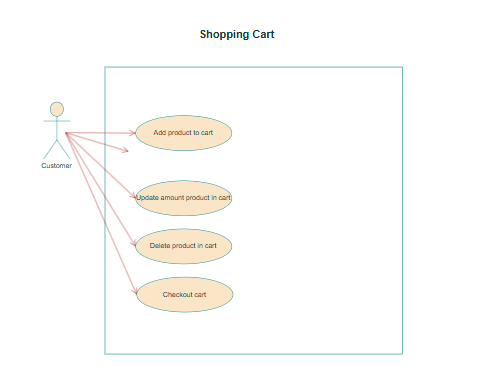 Shopping Cart
Add product to cart
Customer
Update amount product in cart
Delete product in cart
Checkout cart